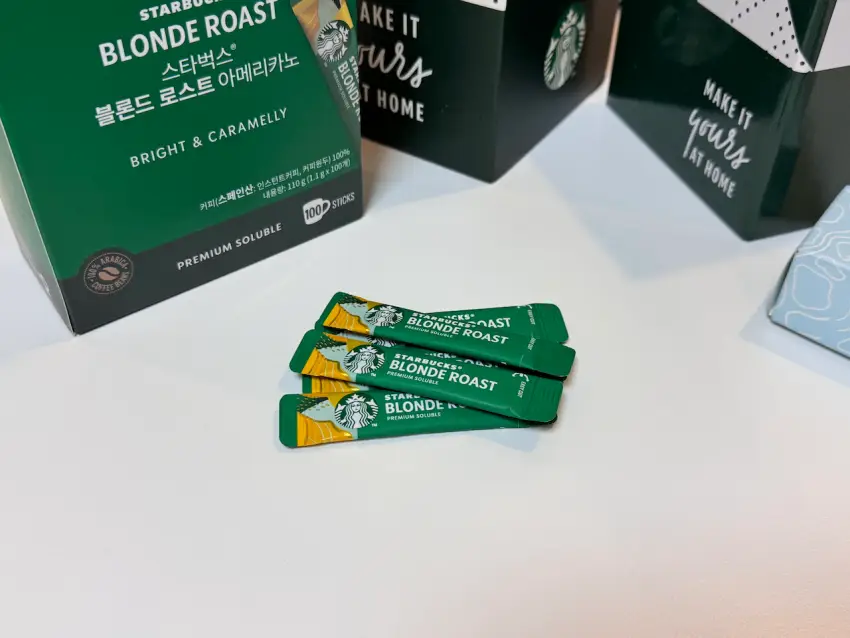 STARBUCKS
BLONDE ROAST
스타벅스®
블론드 로스트 아메리카노
BRIGHT & CARAMELLY
커피(스페인산: 인스턴트커피, 커피원두) 100%
내용량: 110 g (1.1 g x 100개)
100 STICKS
PREMIUM SOLUBLE
100% ARABICA
COFFEE BEANS
BLONDE
MAKE IT
yours
AT HOME
MAKE IT
yours
AT HOME
STARBUCKS®
BLONDE ROAST
PREMIUM SOLUBLE
ROAST
STARBUCKS®
BLONDE ROAST
PREMIUM SOLUBLE
STAR
BLONDE R
PREMIUM SOLUBLE